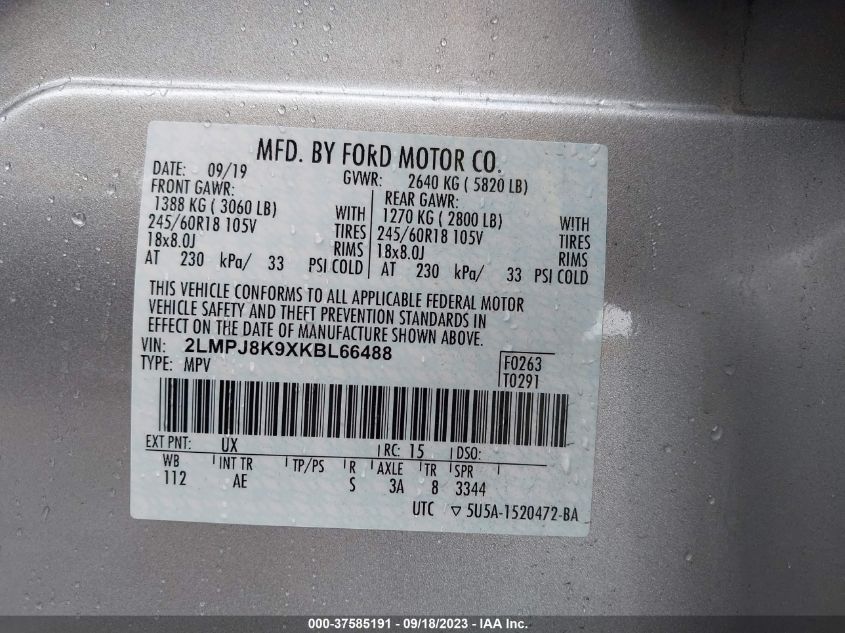 MFD. BY FORD MOTOR CO.
DATE: 09/19 GVWR: 2640 KG ( 5820 LB)
FRONT GAWR: REAR GAWR:
1388 KG ( 3060 LB) WITH 1270 KG ( 2800 LB) WITH
245/60R18 105V TIRES 245/60R18 105V TIRES
18x8.0J RIMS 18x8.0J RIMS
AT 230 kPa/ 33 PSI COLD AT 230 kPa/ 33 PSI COLD
THIS VEHICLE CONFORMS TO ALL APPLICABLE FEDERAL MOTOR
VEHICLE SAFETY AND THEFT PREVENTION STANDARDS IN
EFFECT ON THE DATE OF MANUFACTURE SHOWN ABOVE.
VIN: 2LMPJ8K9XKBL66488
TYPE: MPV
F0263
T0291
EXT PNT: UX RC: 15 DSO:
WB INT TR TP/PS R AXLE TR SPR
112 AE S 3A 8 3344
UTC ▽ 5U5A-1520472-BA
000-37585191 - 09/18/2023 - IAA Inc.